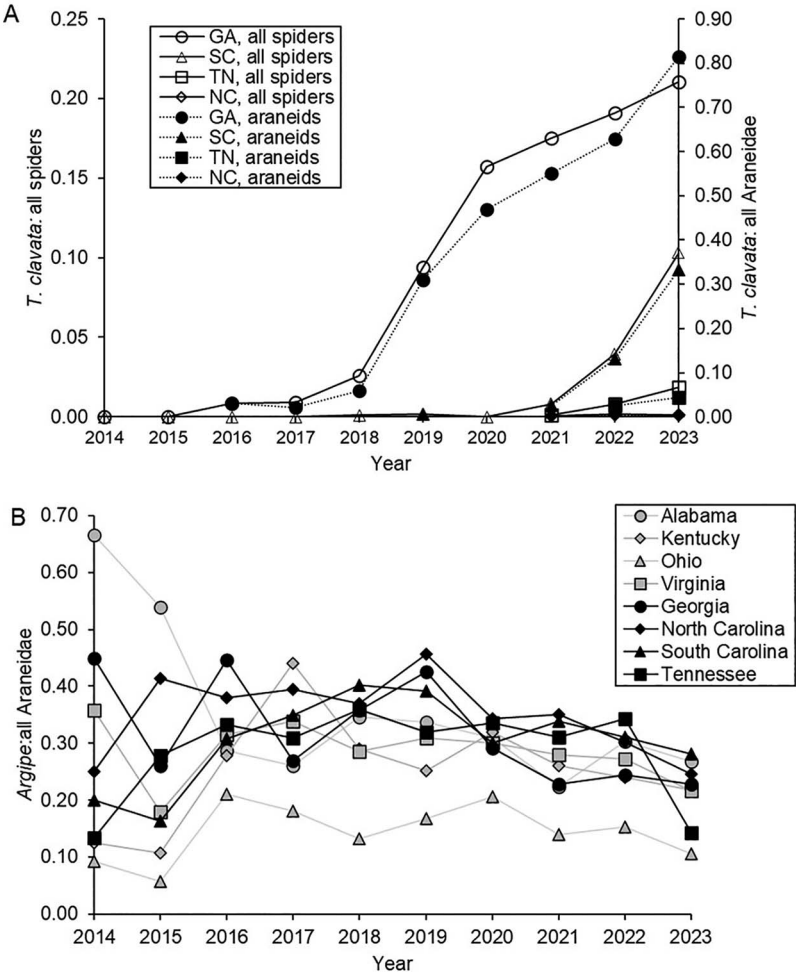 A
0.25
0.20
0.15
0.10
0.05
0.00
T. clavata: all spiders
GA, all spiders
SC, all spiders
TN, all spiders
NC, all spiders
GA, araneids
SC, araneids
TN, araneids
NC, araneids
0.90
0.80
0.70
0.60
0.50
0.40
0.30
0.20
0.10
0.00
T. clavata: all Araneidae
2014 2015 2016 2017 2018 2019 2020 2021 2022 2023
Year
B
0.70
0.60
0.50
0.40
0.30
0.20
0.10
0.00
Argipe:all Araneidae
Alabama
Kentucky
Ohio
Virginia
Georgia
North Carolina
South Carolina
Tennessee
2014 2015 2016 2017 2018 2019 2020 2021 2022 2023
Year